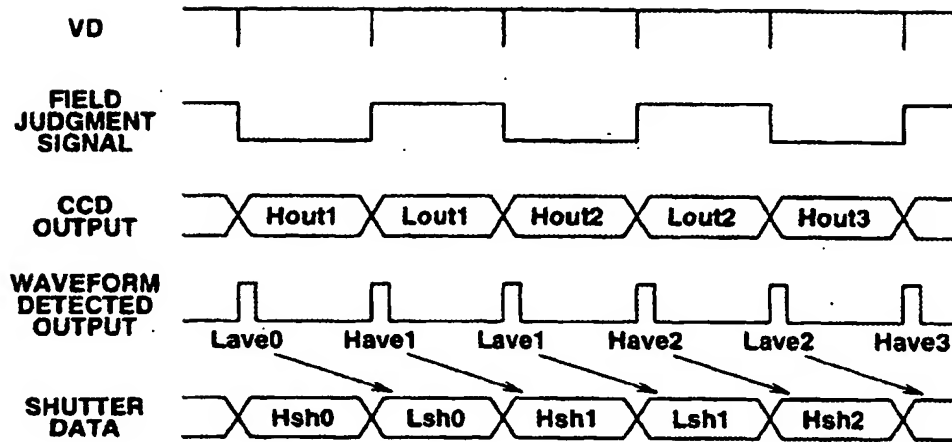 VD
FIELD
JUDGMENT
SIGNAL
CCD
OUTPUT
Hout1 Lout1 Hout2 Lout2 Hout3
WAVEFORM
DETECTED
OUTPUT
Lave0 Have1 Lave1 Have2 Lave2 Have3
SHUTTER
DATA
Hsh0 Lsh0 Hsh1 Lsh1 Hsh2